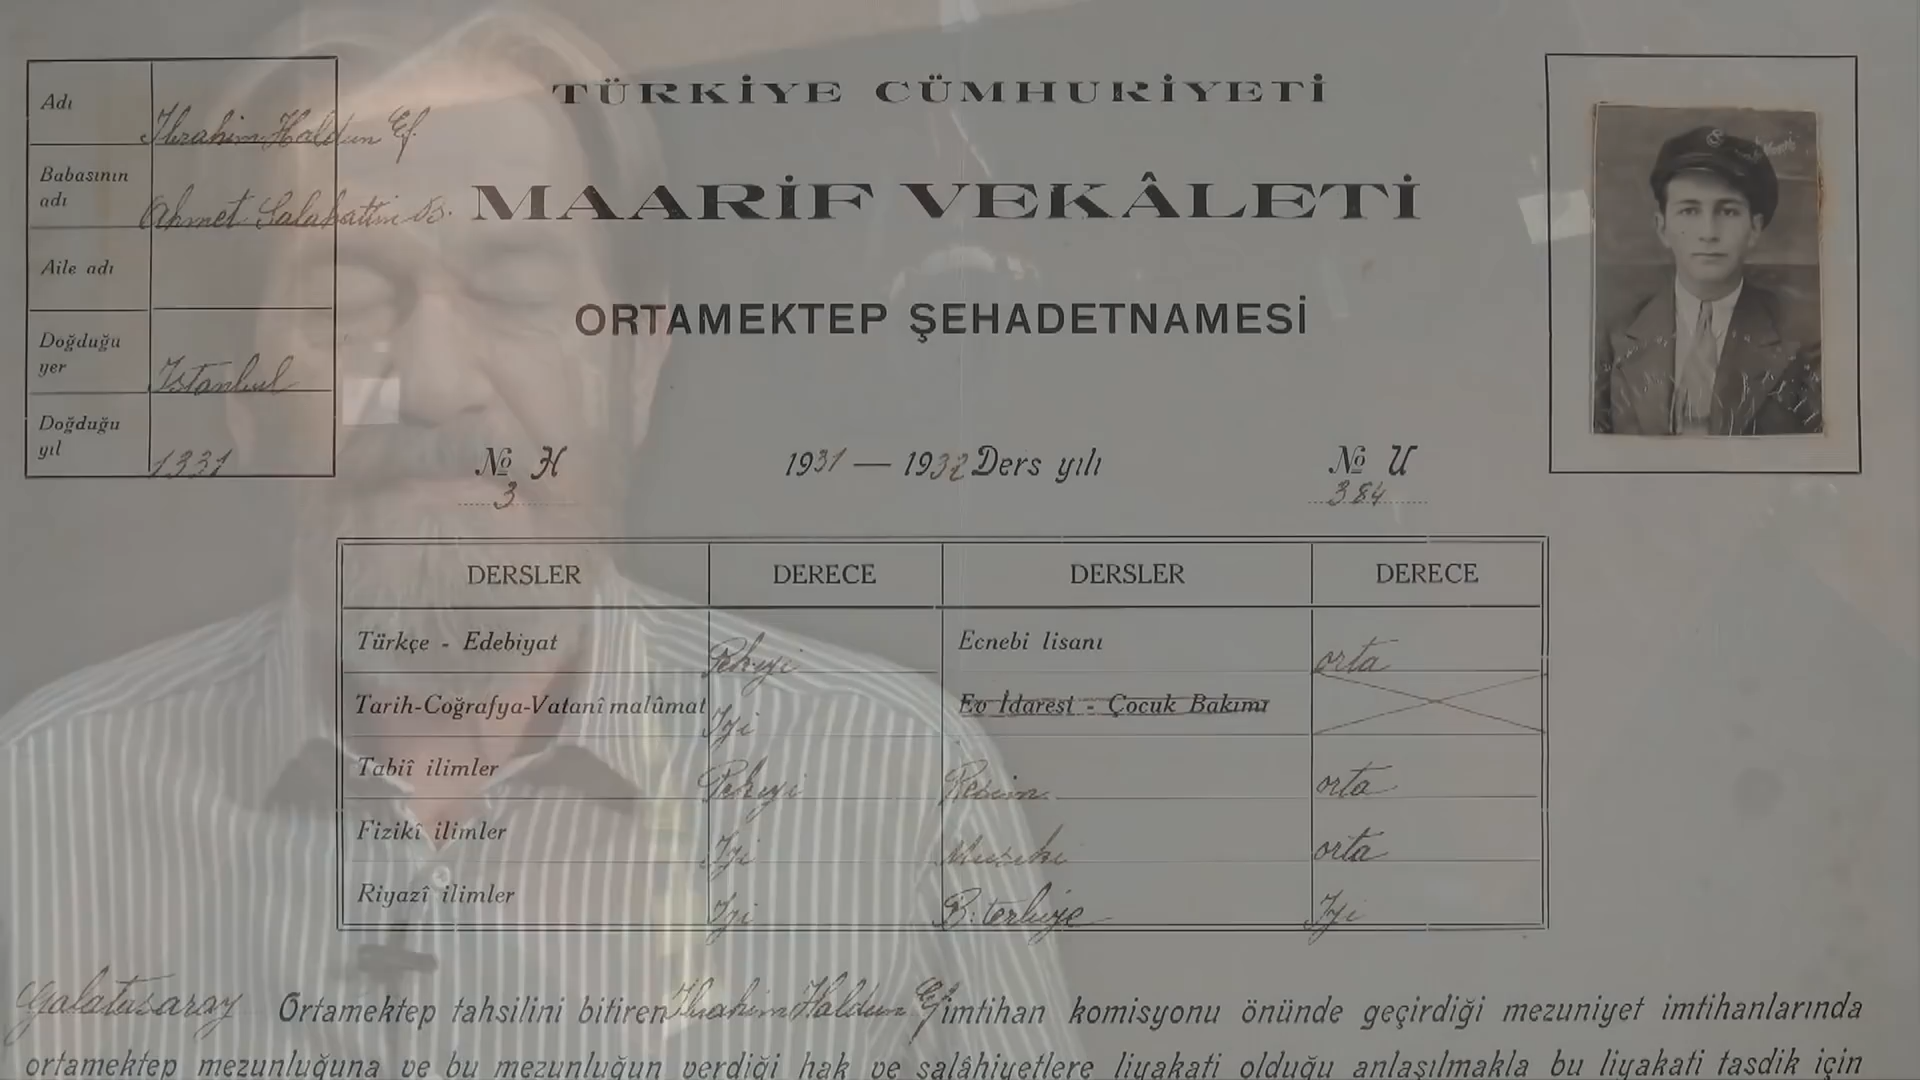 TÜRKİYE CÜMHURİYETİ
MAARİF VEKÂLETİ
ORTAMEKTEP ŞEHADETNAMESİ
Adı İbrahim Haldun Ef.
Babasının adı Ahmet Salahattin B.
Aile adı
Doğduğu yer İstanbul
Doğduğu yıl 1331
№ H 3
1931 — 1932 Ders yılı
№ U 384
DERSLER DERECE DERSLER DERECE
Türkçe - Edebiyat Pekiyi Ecnebi lisanı orta
Tarih-Coğrafya-Vatanî malûmat İyi Ev İdaresi - Çocuk Bakımı
Tabiî ilimler Pekiyi Resim orta
Fizikî ilimler İyi Musiki orta
Riyazî ilimler İyi B: terbiye İyi
Galatasaray Ortamektep tahsilini bitiren İbrahim Haldun Ef. imtihan komisyonu önünde geçirdiği mezuniyet imtihanlarında
ortamektep mezunluğuna ve bu mezunluğun verdiği hak ve salâhiyetlere liyakati olduğu anlaşılmakla bu liyakati tasdik için